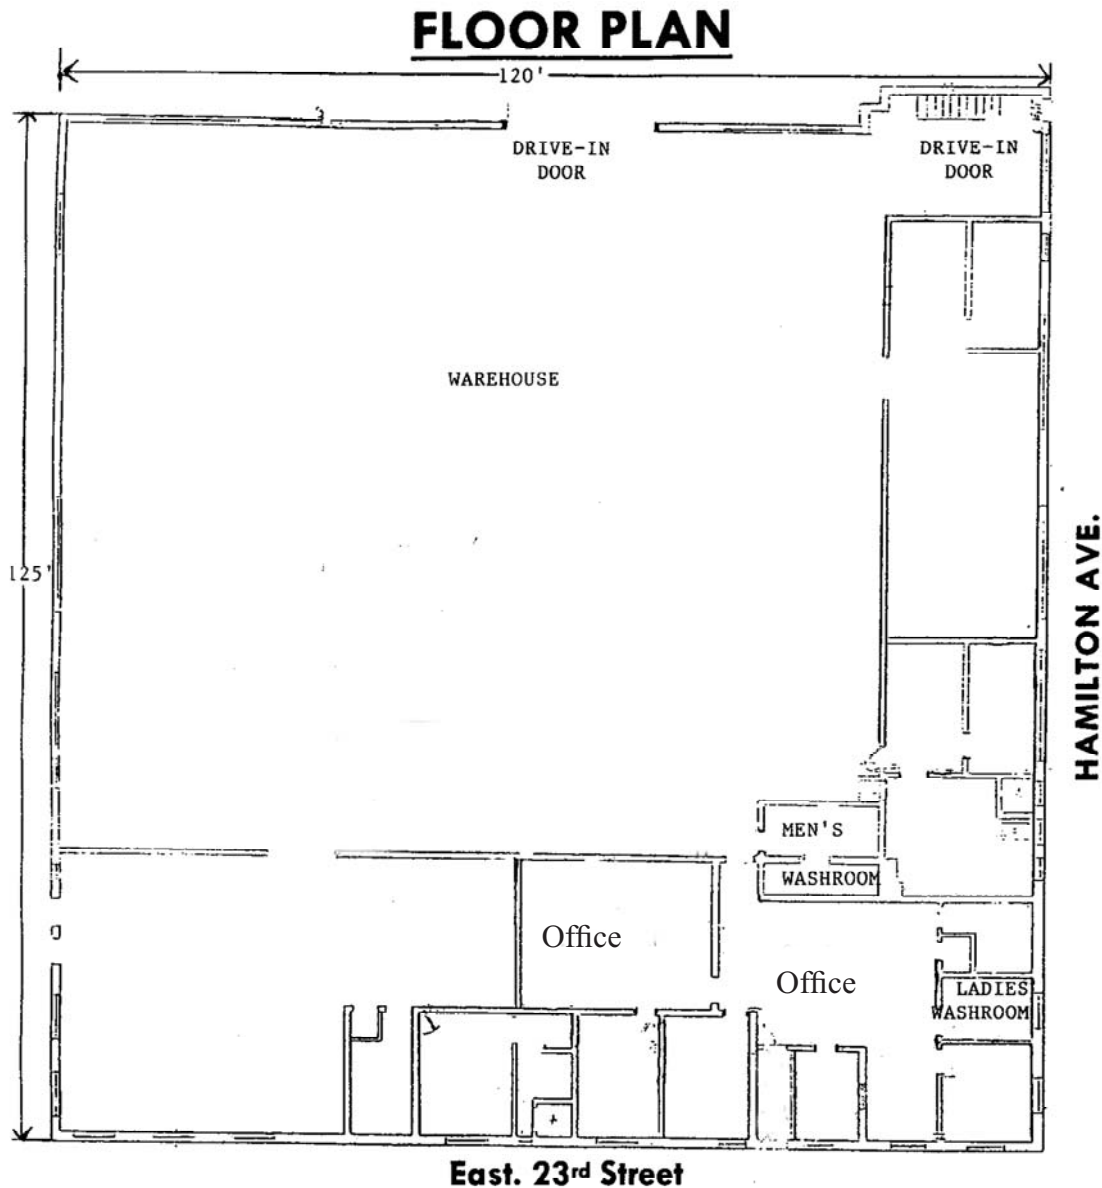 FLOOR PLAN
120'
DRIVE-IN
DOOR
DRIVE-IN
DOOR
WAREHOUSE
125'
HAMILTON AVE.
MEN'S
WASHROOM
Office
Office
LADIES
WASHROOM
East. 23rd Street